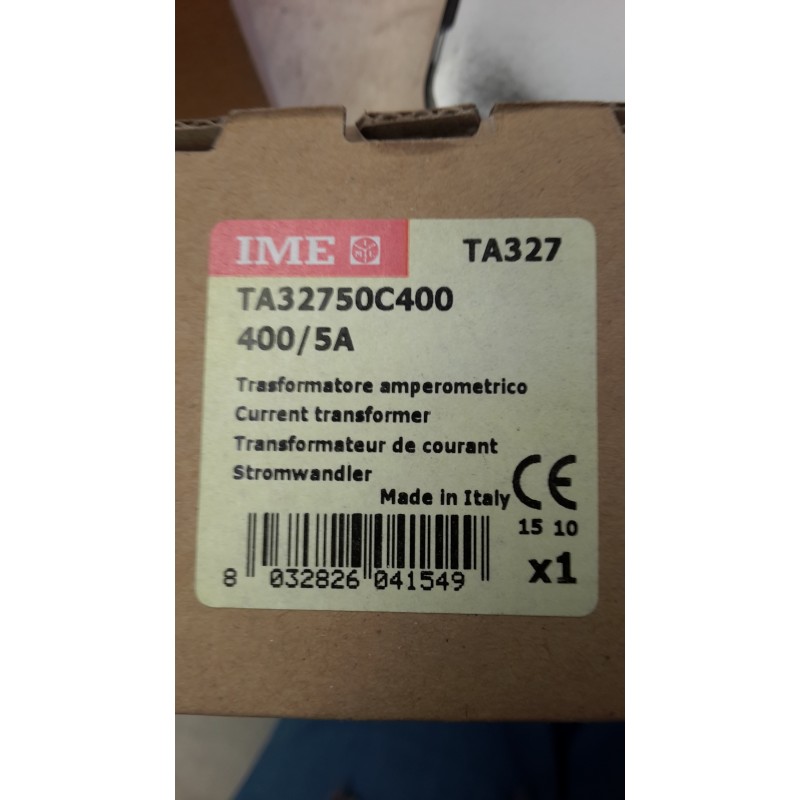 IME TA327
TA32750C400
400/5A
Trasformatore amperometrico
Current transformer
Transformateur de courant
Stromwandler
Made in Italy CE
15 10
8 032826 041549
x1